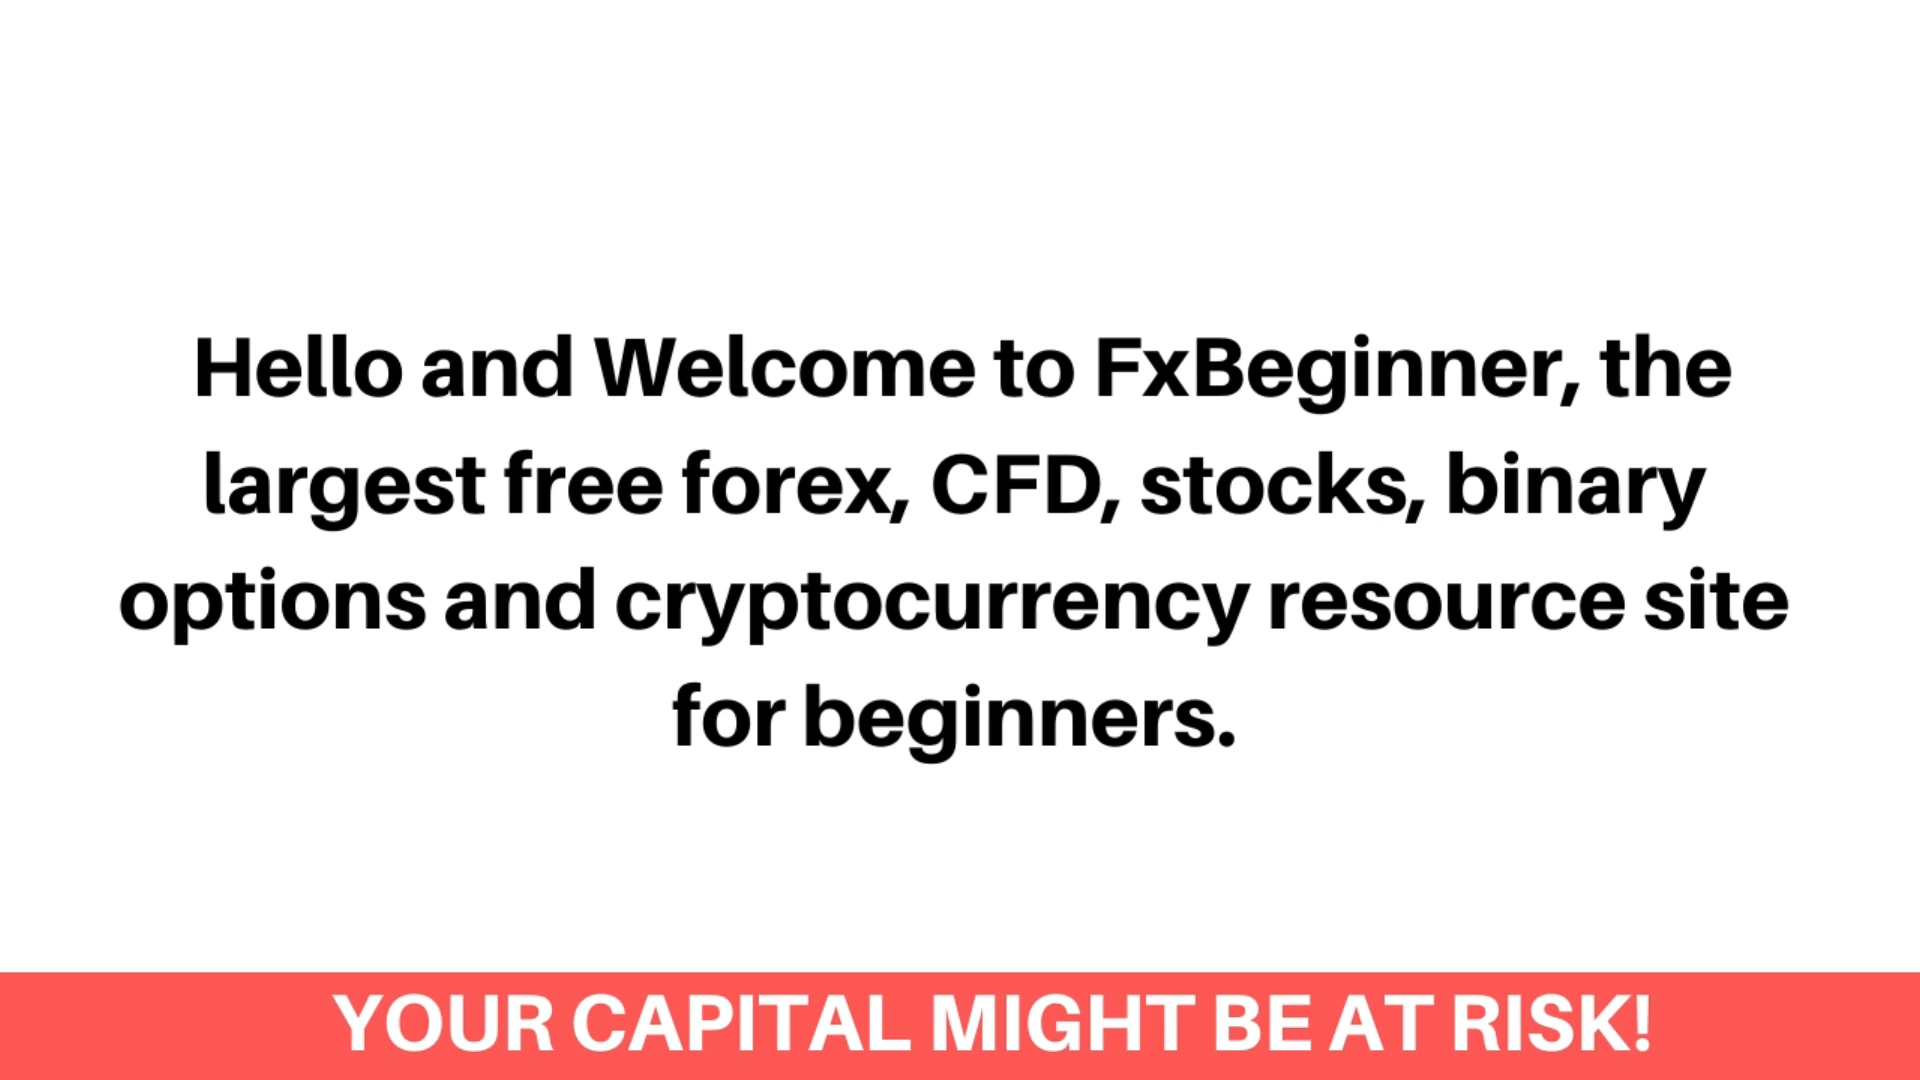 Hello and Welcome to FxBeginner, the
largest free forex, CFD, stocks, binary
options and cryptocurrency resource site
for beginners.
YOUR CAPITAL MIGHT BE AT RISK!